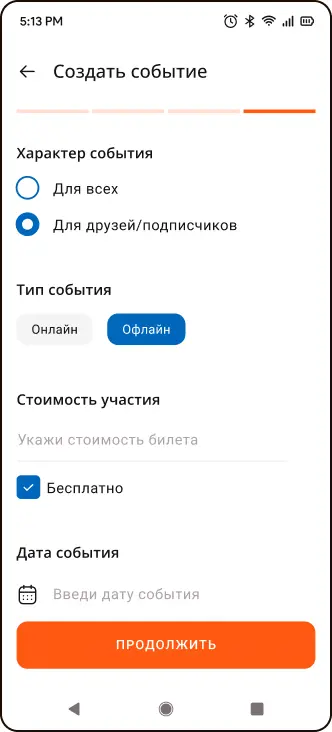 5:13 PM
Создать событие
Характер события
Для всех
Для друзей/подписчиков
Тип события
Онлайн
Офлайн
Стоимость участия
Укажи стоимость билета
Бесплатно
Дата события
Введи дату события
ПРОДОЛЖИТЬ